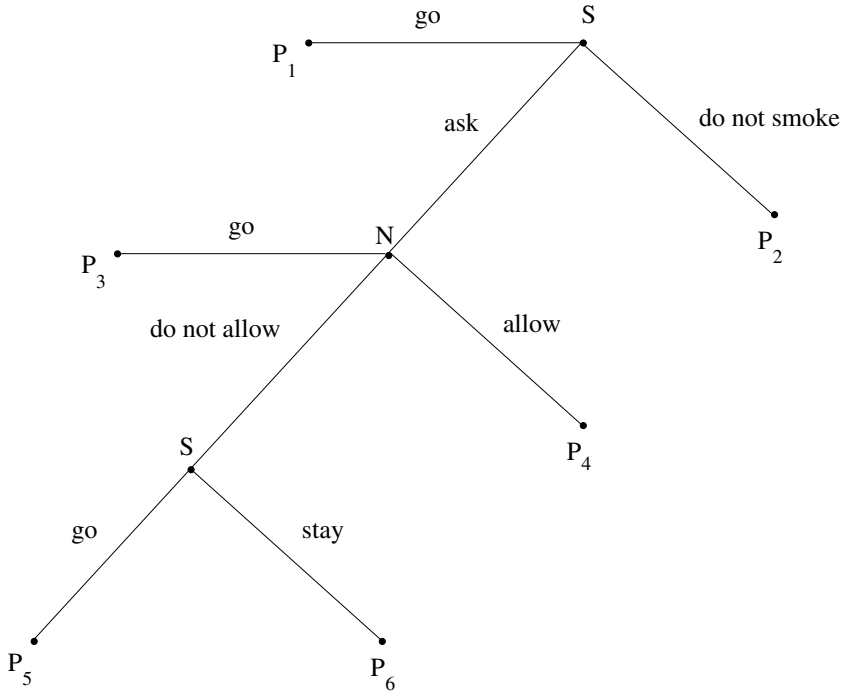 go
S
P1
ask
do not smoke
go
N
P2
P3
do not allow
allow
S
P4
go
stay
P5
P6